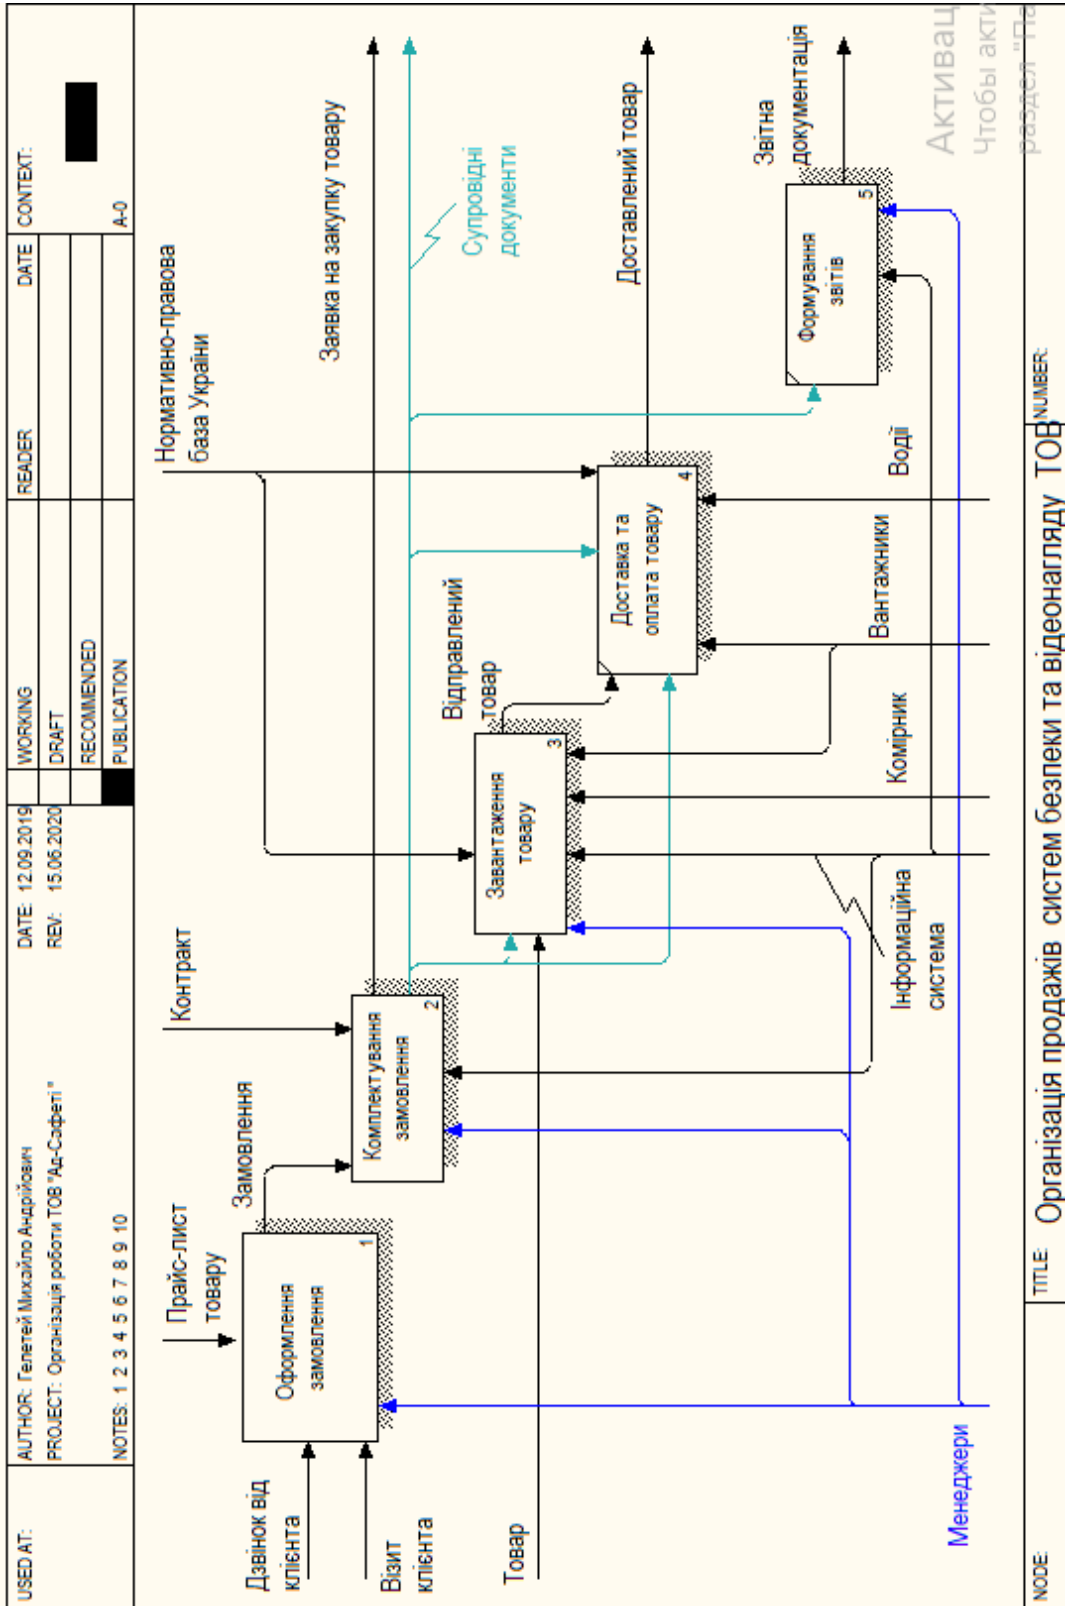 USED AT:
AUTHOR: Гелетей Михайло Андрійович
PROJECT: Організація роботи ТОВ "Ад-Сафеті"
NOTES: 1 2 3 4 5 6 7 8 9 10
DATE: 12.09.2019
REV: 15.06.2020
WORKING
DRAFT
RECOMMENDED
PUBLICATION
READER
DATE
CONTEXT:
A-0
Прайс-лист
товару
Контракт
Нормативно-правова
база України
Дзвінок від
клієнта
Візит
клієнта
Товар
Оформлення
замовлення
1
Замовлення
Комплектування
замовлення
2
Заявка на закупку товару
Супровідні
документи
Завантаження
товару
3
Відправлений
товар
Доставка та
оплата товару
4
Доставлений товар
Формування
звітів
5
Звітна
документація
Менеджери
Інформаційна
система
Комірник
Вантажники
Водії
Активац
Чтобы акти
раздел "Па
NODE:
TITLE:
Організація продажів систем безпеки та відеонагляду ТОВ
NUMBER: